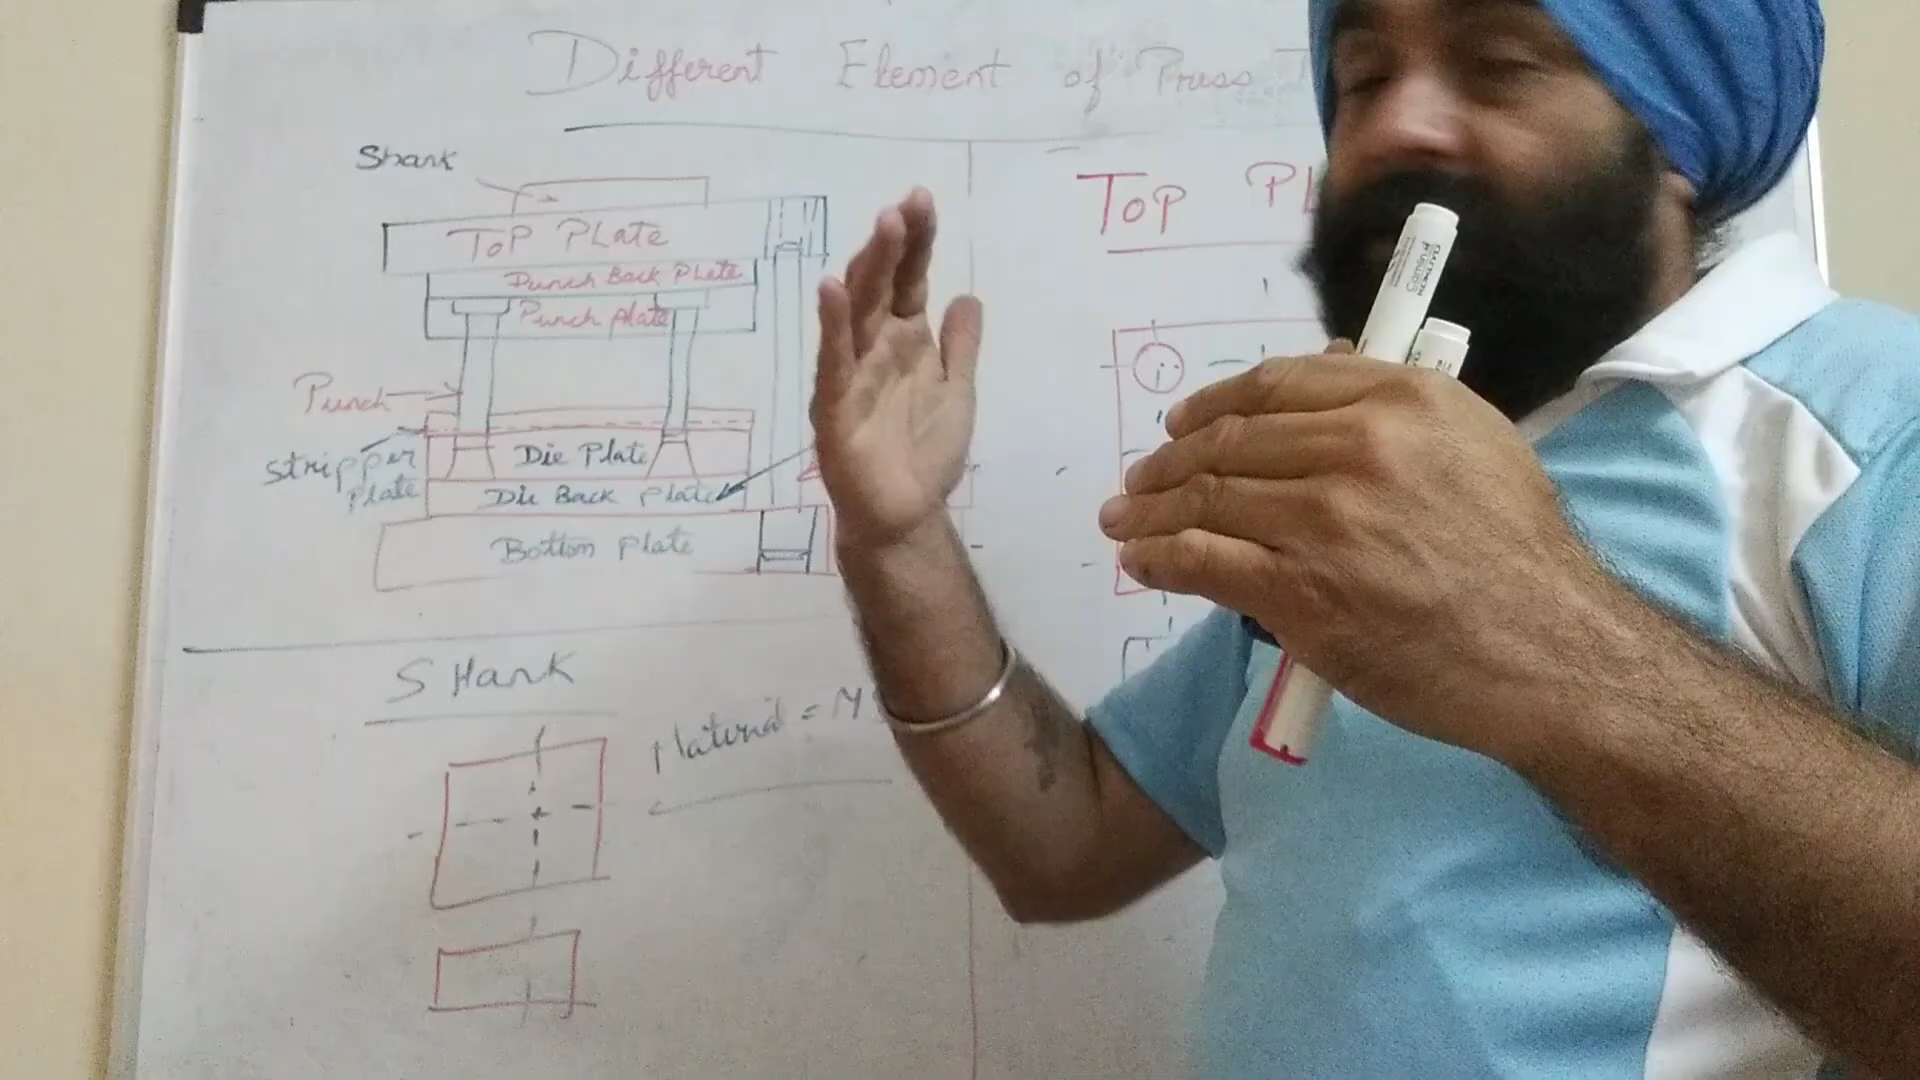 Different Element of Press T
Shank
Top Plate
Punch Back Plate
Punch plate
Punch
Stripper
Plate
Die Plate
Die Back Plate
Bottom Plate
SHank
Material = M
Top Pl
Camlin